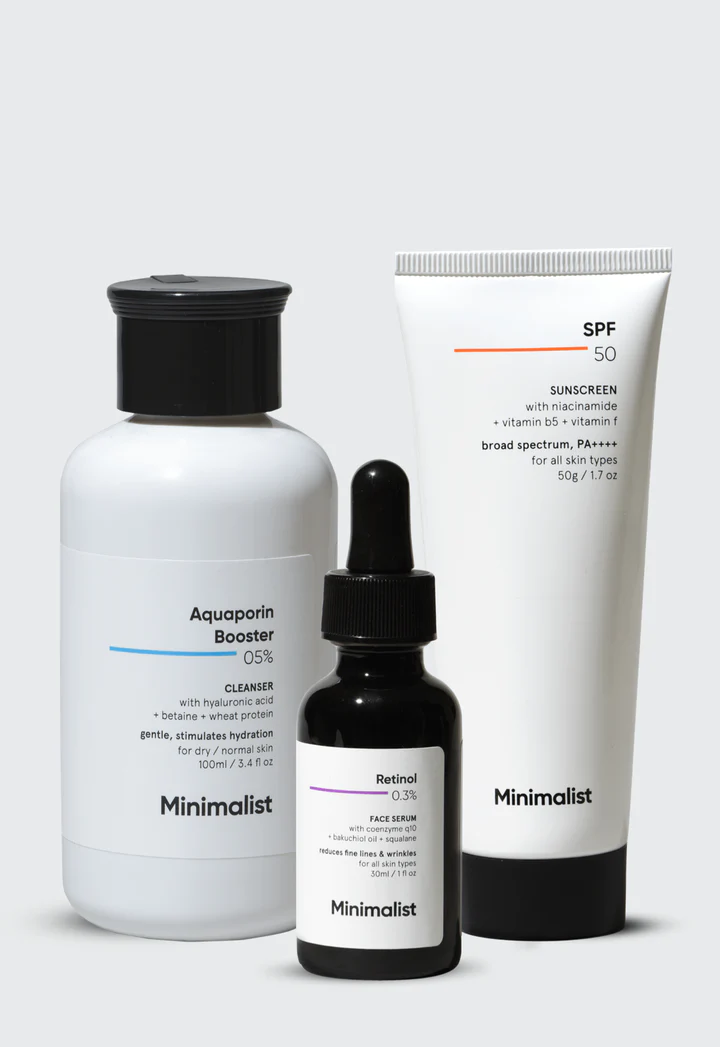 Aquaporin
Booster
05%
CLEANSER
with hyaluronic acid
+ betaine + wheat protein
gentle, stimulates hydration
for dry / normal skin
100ml / 3.4 fl oz
Minimalist
Retinol
0.3%
FACE SERUM
with coenzyme q10
+ bakuchiol oil + squalane
reduces fine lines & wrinkles
for all skin types
30ml / 1 fl oz
Minimalist
SPF
50
SUNSCREEN
with niacinamide
+ vitamin b5 + vitamin f
broad spectrum, PA++++
for all skin types
50g / 1.7 oz
Minimalist